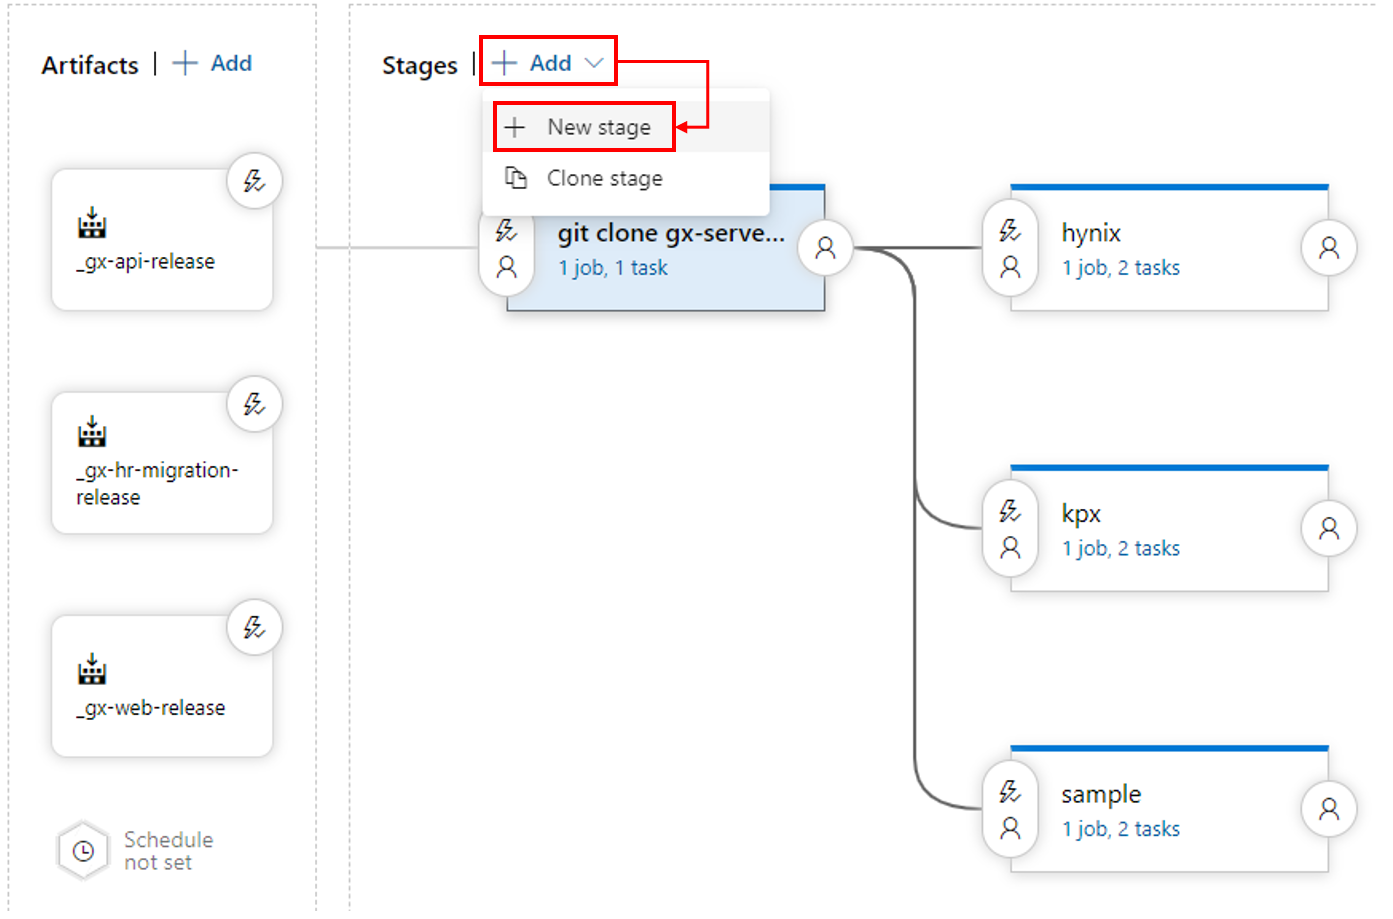 Artifacts | + Add
_gx-api-release
_gx-hr-migration-
release
_gx-web-release
Schedule
not set
Stages | + Add
New stage
Clone stage
git clone gx-serve...
1 job, 1 task
hynix
1 job, 2 tasks
kpx
1 job, 2 tasks
sample
1 job, 2 tasks